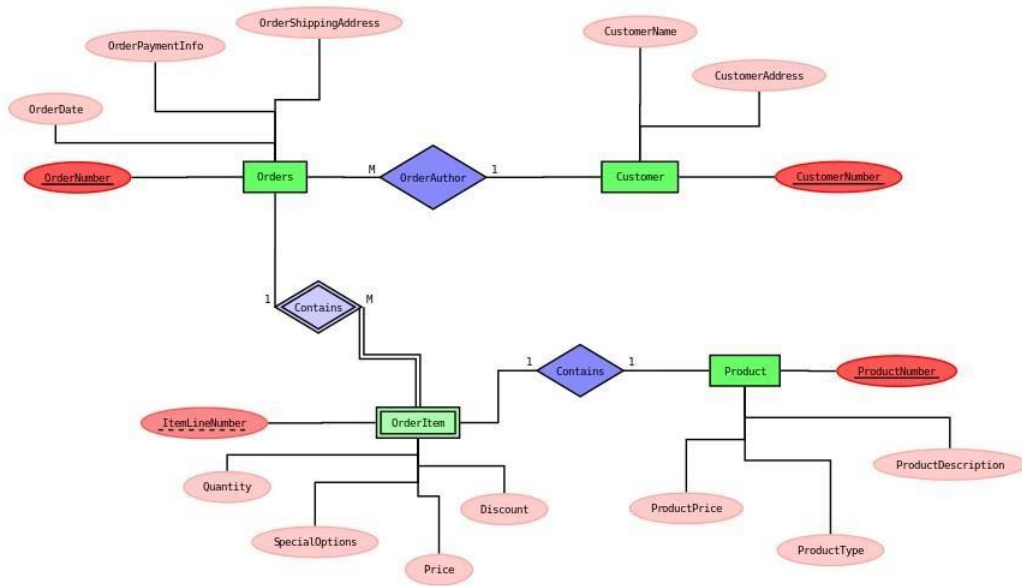 OrderShippingAddress
OrderPaymentInfo
CustomerName
CustomerAddress
OrderDate
OrderNumber
Orders
M
OrderAuthor
1
Customer
CustomerNumber
1
Contains
M
1
Contains
1
Product
ProductNumber
ItemLineNumber
OrderItem
Quantity
SpecialOptions
Price
Discount
ProductPrice
ProductType
ProductDescription